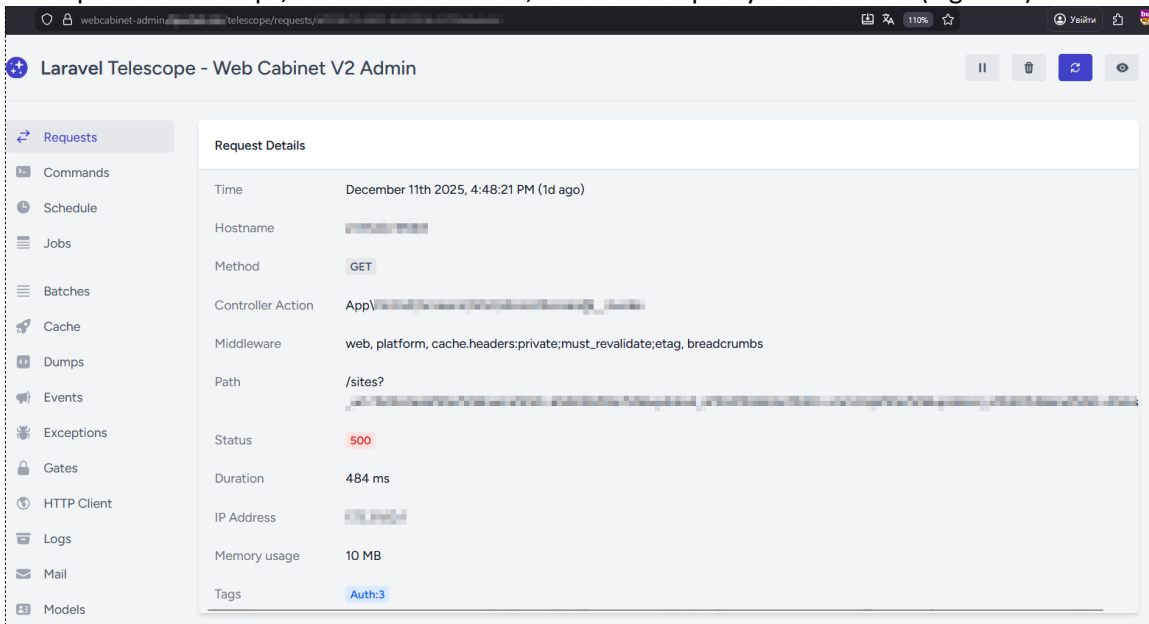 webcabinet-admin. /telescope/requests/
110%
Увійти
Laravel Telescope - Web Cabinet V2 Admin
Requests
Commands
Schedule
Jobs
Batches
Cache
Dumps
Events
Exceptions
Gates
HTTP Client
Logs
Mail
Models
Request Details
Time December 11th 2025, 4:48:21 PM (1d ago)
Hostname
Method GET
Controller Action App\
Middleware web, platform, cache.headers:private;must_revalidate;etag, breadcrumbs
Path /sites?
Status 500
Duration 484 ms
IP Address
Memory usage 10 MB
Tags Auth:3